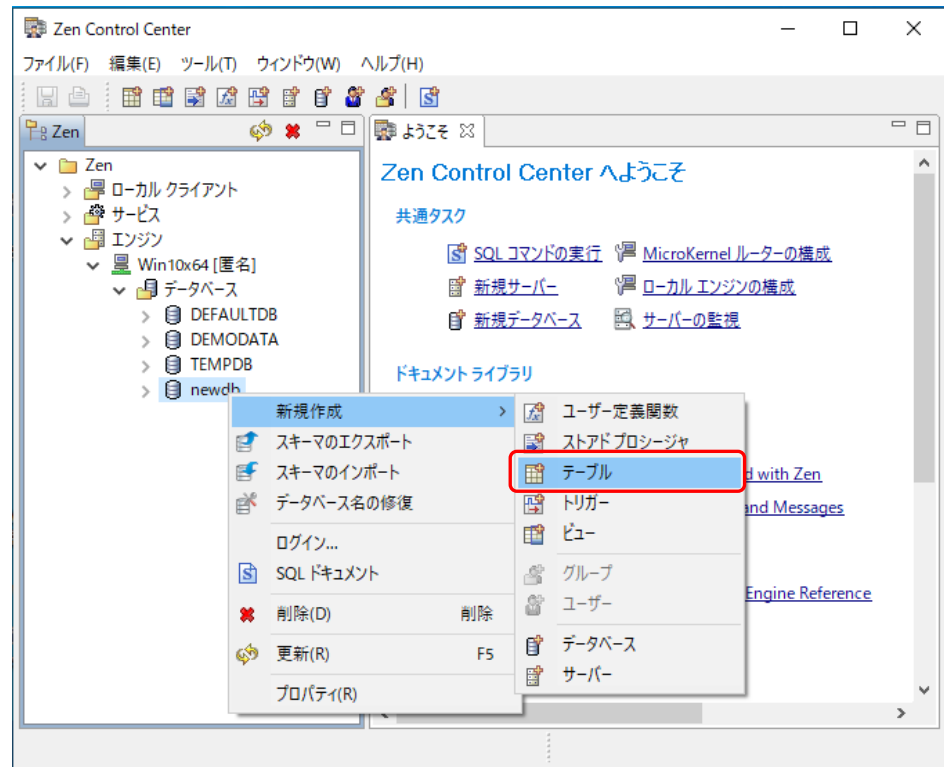 Zen Control Center
ファイル(F) 編集(E) ツール(T) ウィンドウ(W) ヘルプ(H)
Zen
ようこそ
Zen
ローカル クライアント
サービス
エンジン
Win10x64 [匿名]
データベース
DEFAULTDB
DEMODATA
TEMPDB
newdb
Zen Control Center へようこそ
共通タスク
SQL コマンドの実行 MicroKernel ルーターの構成
新規サーバー ローカル エンジンの構成
新規データベース サーバーの監視
ドキュメント ライブラリ
d with Zen
and Messages
Engine Reference
新規作成
スキーマのエクスポート
スキーマのインポート
データベース名の修復
ログイン...
SQL ドキュメント
削除(D) 削除
更新(R) F5
プロパティ(R)
ユーザー定義関数
ストアド プロシージャ
テーブル
トリガー
ビュー
グループ
ユーザー
データベース
サーバー